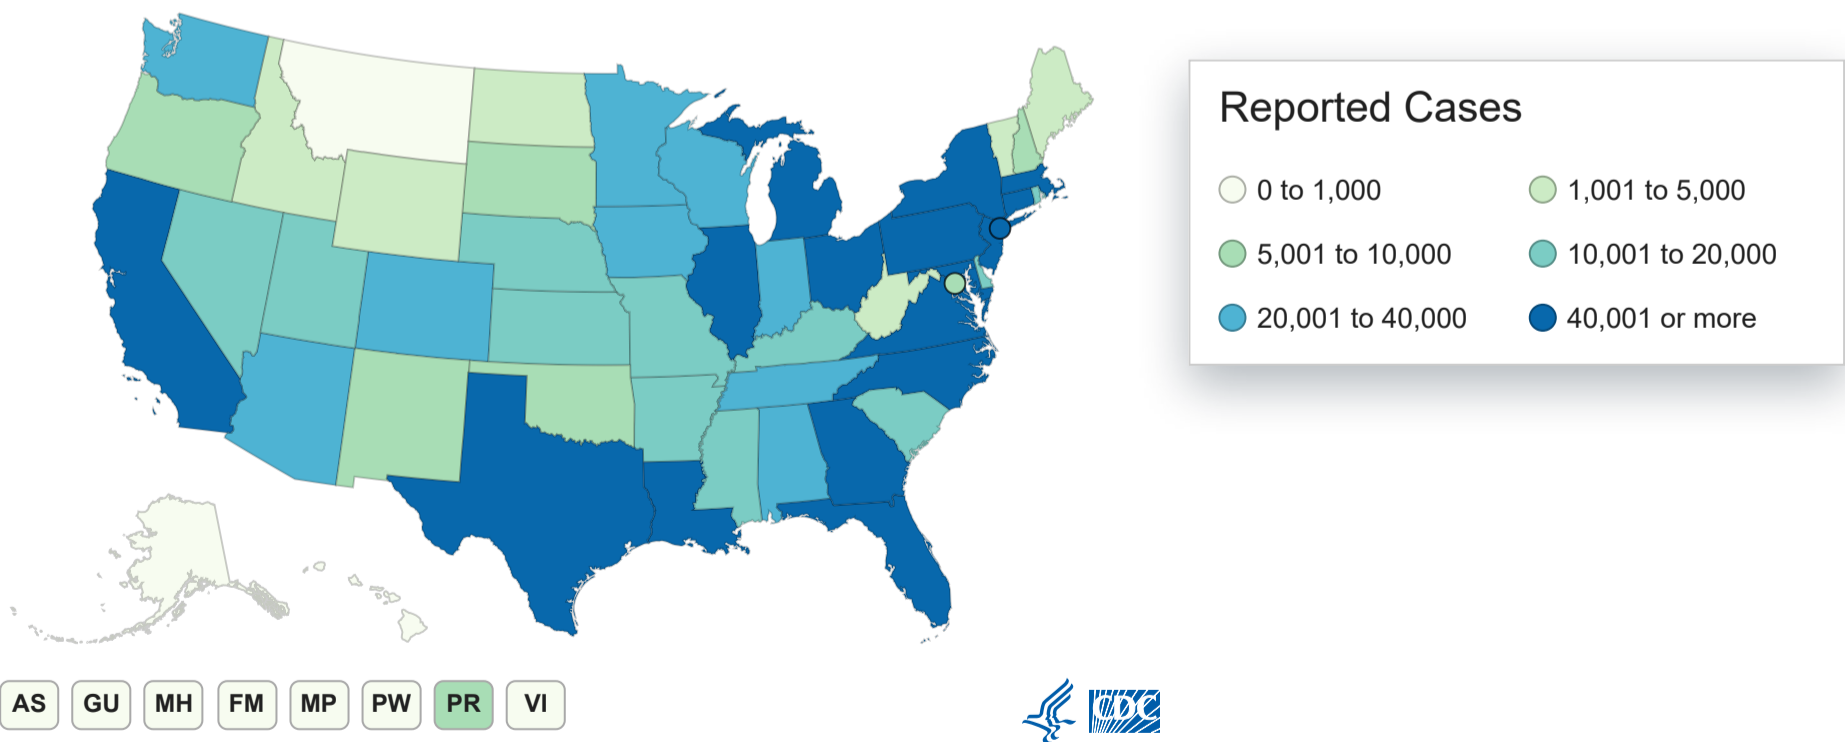 Reported Cases
0 to 1,000
1,001 to 5,000
5,001 to 10,000
10,001 to 20,000
20,001 to 40,000
40,001 or more
AS GU MH FM MP PW PR VI
CDC